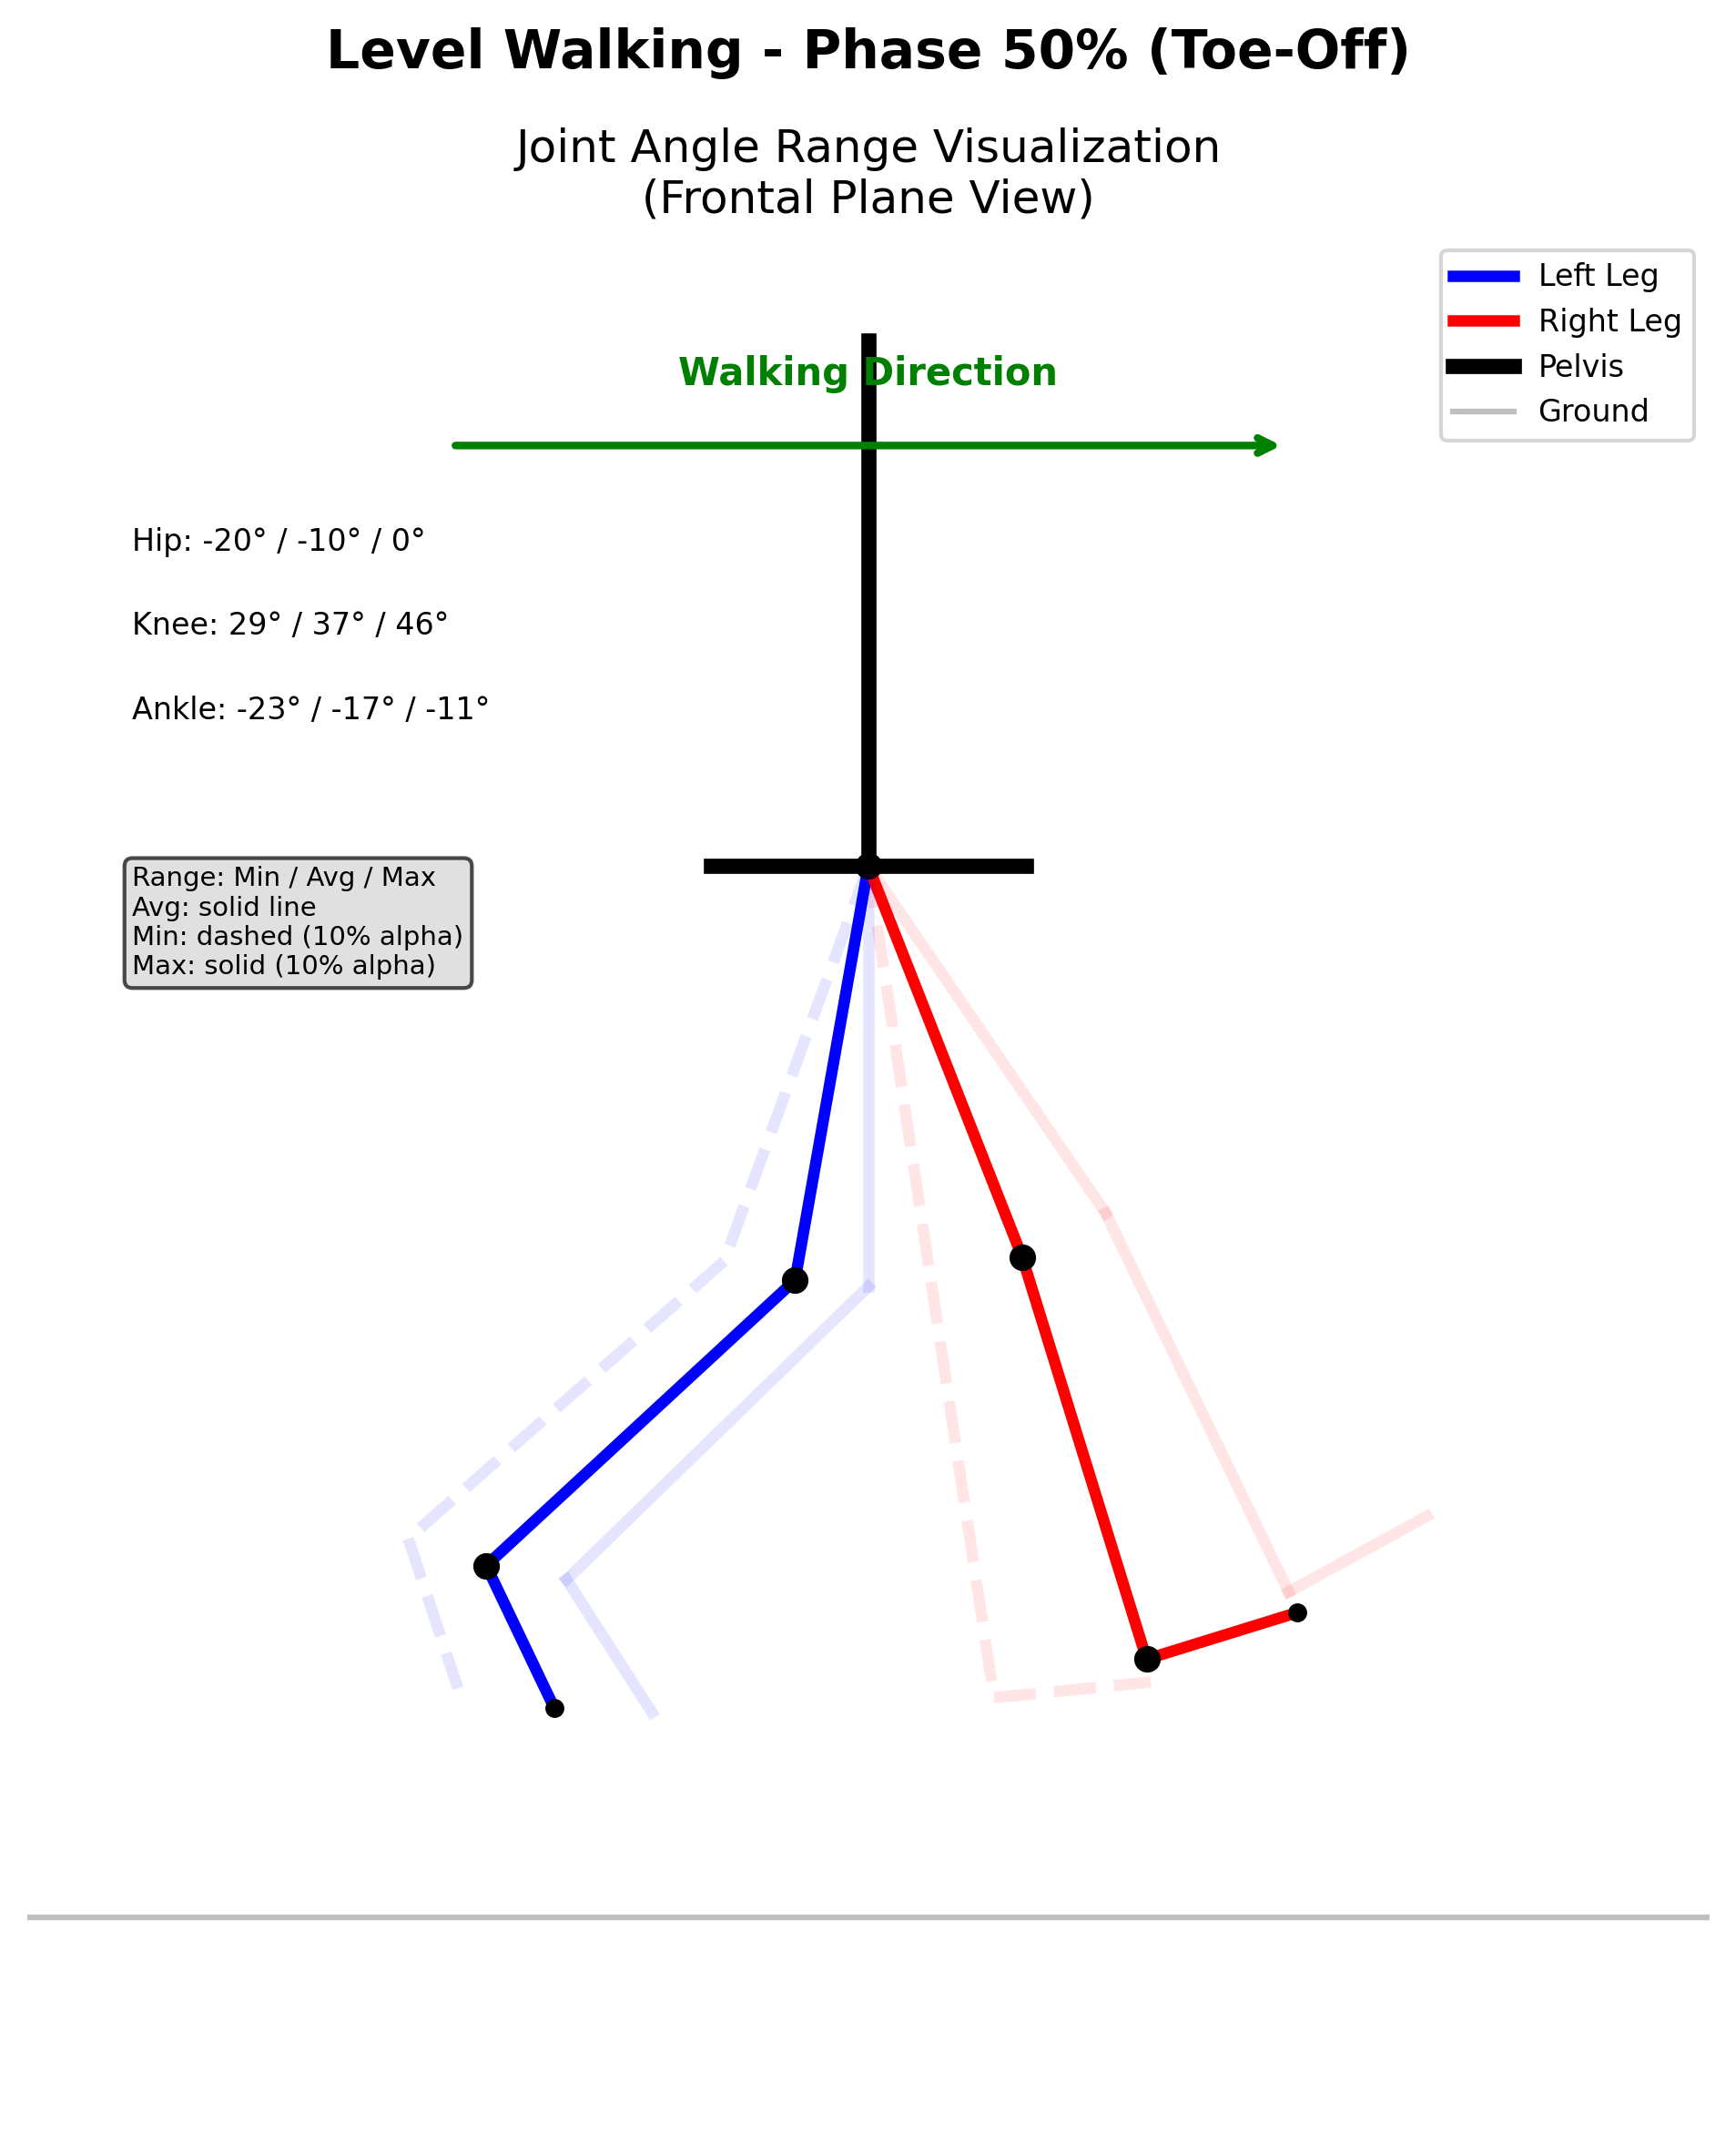 Level Walking - Phase 50% (Toe-Off)
Joint Angle Range Visualization
(Frontal Plane View)
Left Leg
Right Leg
Pelvis
Ground
Walking Direction
Hip: -20° / -10° / 0°
Knee: 29° / 37° / 46°
Ankle: -23° / -17° / -11°
Range: Min / Avg / Max
Avg: solid line
Min: dashed (10% alpha)
Max: solid (10% alpha)